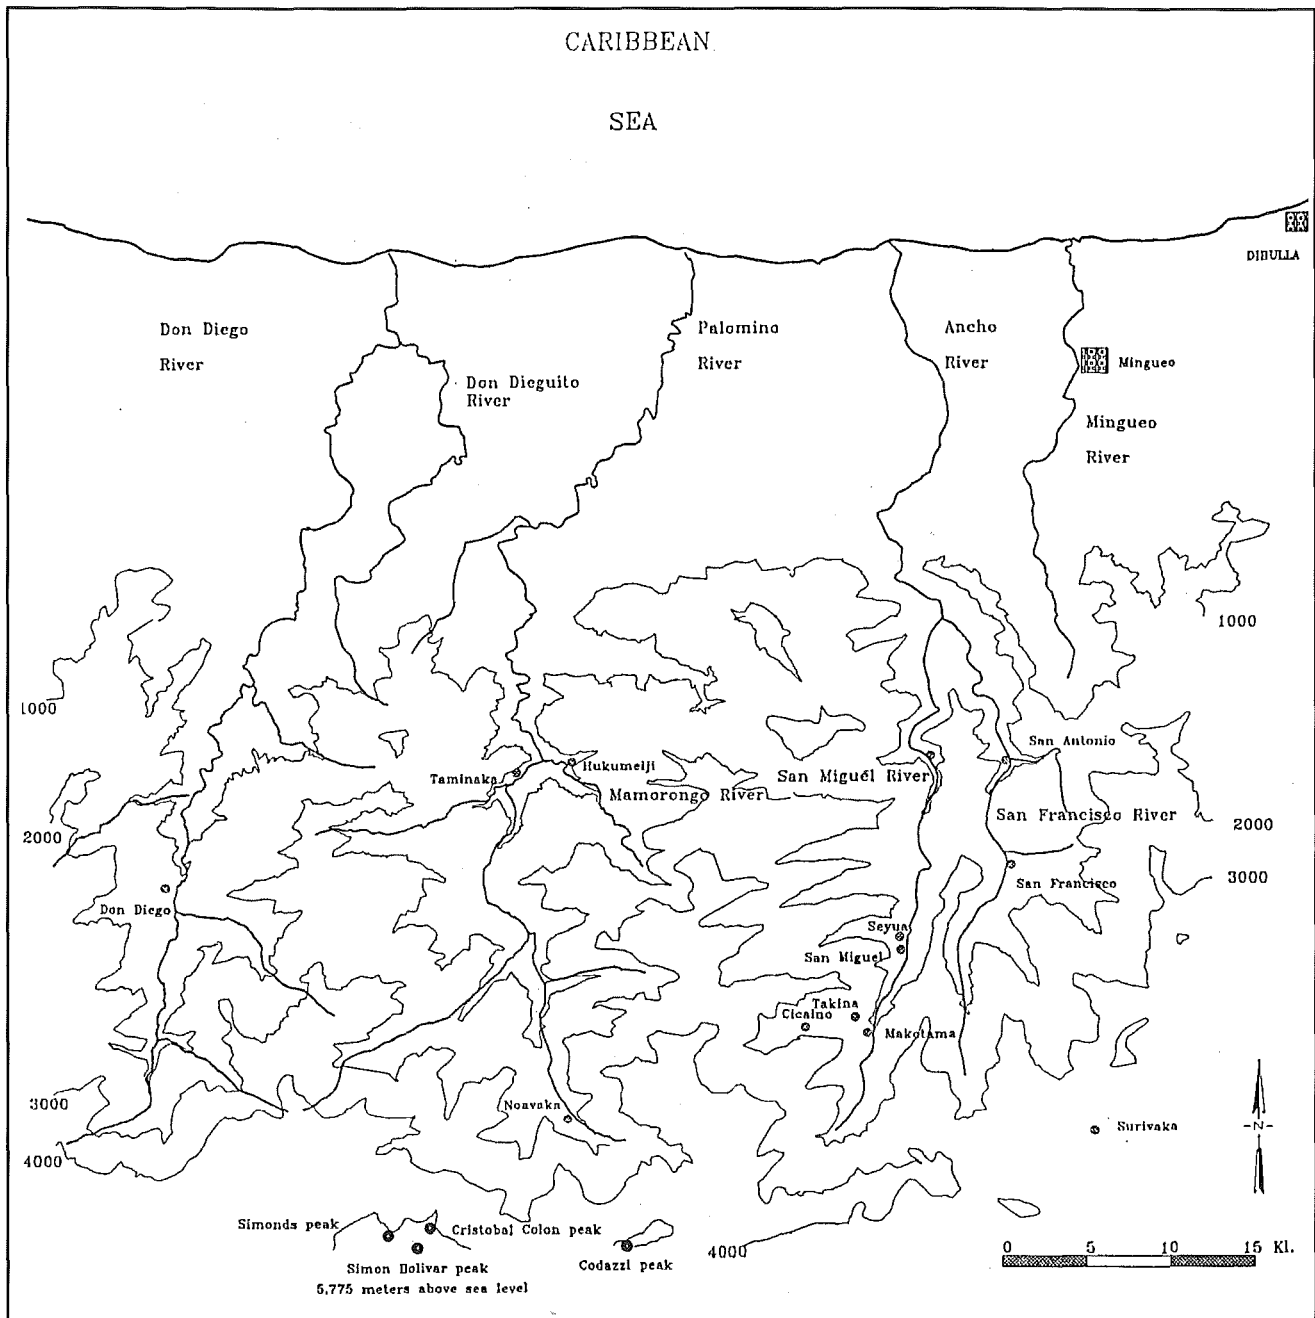 CARIBBEAN
SEA
DIBULLA
Don Diego
River
Palomino
River
Ancho
River
Mingueo
Don Dieguito
River
Mingueo
River
1000
1000
San Antonio
Hukumeiji
Taminaka
San Miguel River
Mamorongo River
San Francisco River
2000
2000
3000
San Francisco
Don Diego
Seyua
San Miguel
Takina
Cicaino
Makotama
3000
Noavaka
Surivaka
N
4000
Simonds peak
Cristobal Colon peak
4000
0 5 10 15 Kl.
Simon Bolivar peak
Codazzi peak
5,775 meters above sea level